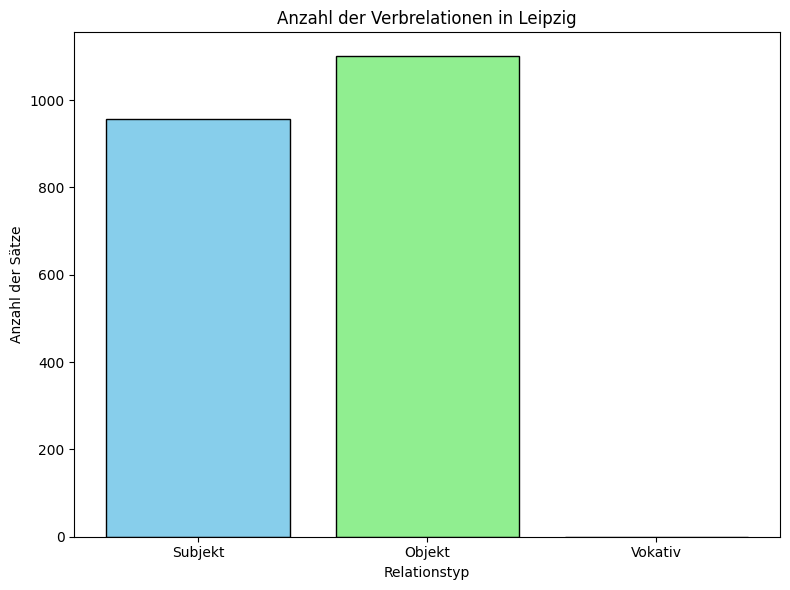 Anzahl der Verbrelationen in Leipzig
Anzahl der Sätze
1000
800
600
400
200
0
Subjekt
Objekt
Vokativ
Relationstyp